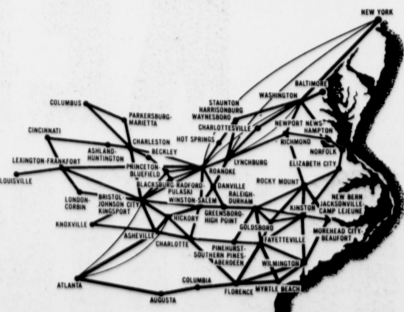 NEW YORK
BALTIMORE
WASHINGTON
STAUNTON
HARRISONBURG
WAYNESBORO
CHARLOTTESVILLE
COLUMBUS
PARKERSBURG-
MARIETTA
NEWPORT NEWS
HAMPTON
RICHMOND
NORFOLK
HOT SPRINGS
CINCINNATI
CHARLESTON
ASHLAND-
HUNTINGTON
BECKLEY
ELIZABETH CITY
LYNCHBURG
LEXINGTON-FRANKFORT
PRINCETON-
BLUEFIELD
ROANOKE
LOUISVILLE
BLACKSBURG-RADFORD-
PULASKI
DANVILLE
RALEIGH-
DURHAM
ROCKY MOUNT
LONDON-
CORBIN
BRISTOL-
JOHNSON CITY
KINGSPORT
WINSTON-SALEM
NEW BERN
JACKSONVILLE-
CAMP LEJEUNE
HICKORY
GREENSBORO-
HIGH POINT
KINSTON
KNOXVILLE
GOLDSBORO
MOREHEAD CITY-
BEAUFORT
ASHEVILLE
CHARLOTTE
FAYETTEVILLE
PINEHURST-
SOUTHERN PINES-
ABERDEEN
WILMINGTON
ATLANTA
COLUMBIA
AUGUSTA
FLORENCE
MYRTLE BEACH